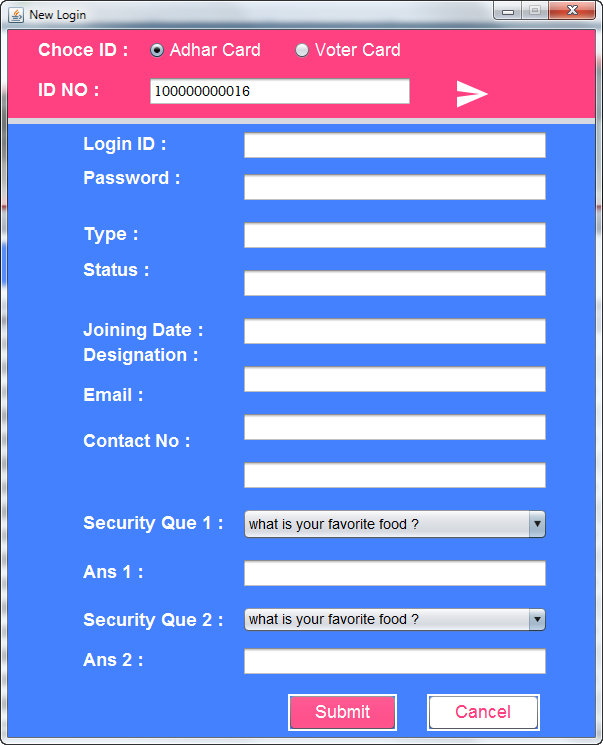 New Login
Choce ID : Adhar Card Voter Card
ID NO : 100000000016
Login ID :
Password :
Type :
Status :
Joining Date :
Designation :
Email :
Contact No :
Security Que 1 : what is your favorite food ?
Ans 1 :
Security Que 2 : what is your favorite food ?
Ans 2 :
Submit Cancel